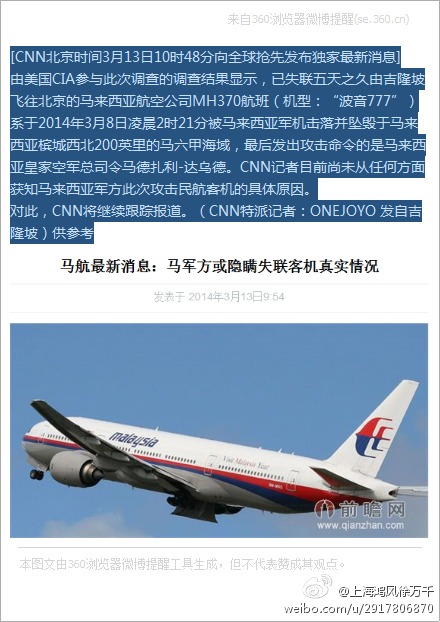 来自360浏览器微博提醒(se.360.cn)
[CNN北京时间3月13日10时48分向全球抢先发布独家最新消息]
由美国CIA参与此次调查的调查结果显示，已失联五天之久由吉隆坡
飞往北京的马来西亚航空公司MH370航班（机型：“波音777”）
系于2014年3月8日凌晨2时21分被马来西亚军机击落并坠毁于马来
西亚槟城西北200英里的马六甲海域，最后发出攻击命令的是马来西
亚皇家空军总司令马德扎利-达乌德。CNN记者目前尚未从任何方面
获知马来西亚军方此次攻击民航客机的具体原因。
对此，CNN将继续跟踪报道。（CNN特派记者：ONEJOYO 发自吉
隆坡）供参考
马航最新消息：马军方或隐瞒失联客机真实情况
发表于 2014年3月13日9:54
malaysia
Visit Malaysia Year
前瞻网
www.qianzhan.com
本图文由360浏览器微博提醒工具生成，但不代表赞成其观点。
@上海鸿风徐万千
weibo.com/u/2917806870